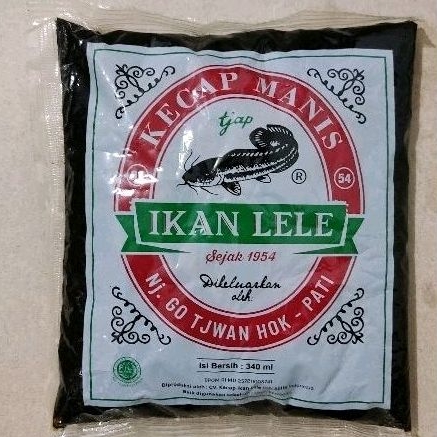 KECAP MANIS
tjap
®
54
IKAN LELE
Sejak 1954
Dikeluarkan
oleh:
Nj. GO TJWAN HOK - PATI
Isi Bersih : 340 ml